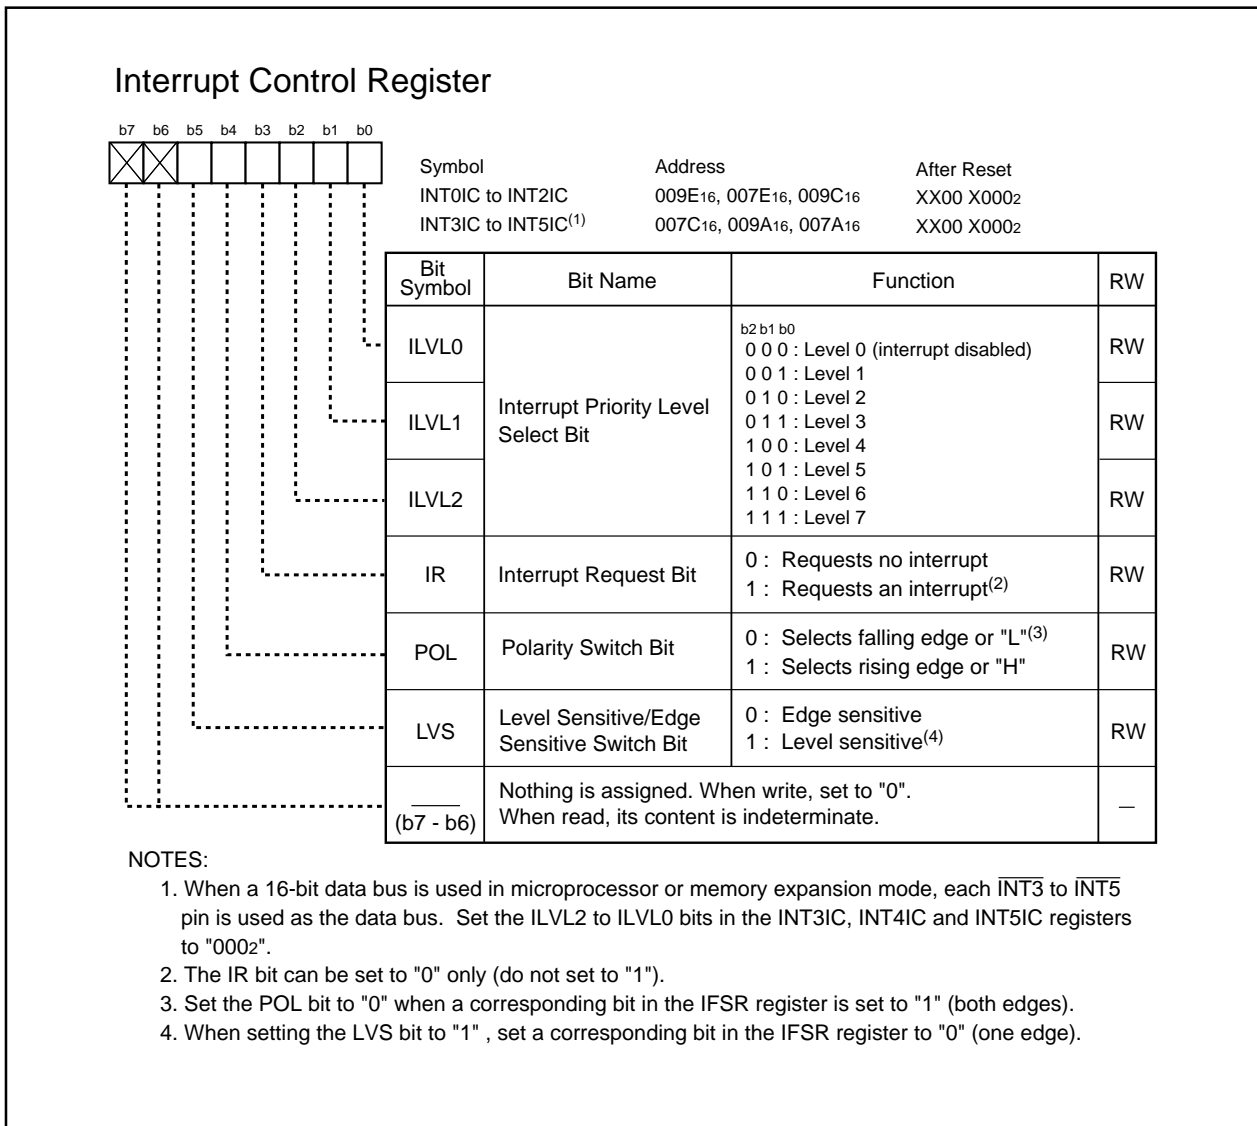 Interrupt Control Register
b7 b6 b5 b4 b3 b2 b1 b0
Symbol Address After Reset
INT0IC to INT2IC 009E16, 007E16, 009C16 XX00 X0002
INT3IC to INT5IC(1) 007C16, 009A16, 007A16 XX00 X0002
Bit Symbol Bit Name Function RW
ILVL0 RW
ILVL1 RW
ILVL2 RW
Interrupt Priority Level
Select Bit
b2 b1 b0
0 0 0 : Level 0 (interrupt disabled)
0 0 1 : Level 1
0 1 0 : Level 2
0 1 1 : Level 3
1 0 0 : Level 4
1 0 1 : Level 5
1 1 0 : Level 6
1 1 1 : Level 7
IR Interrupt Request Bit RW
0 : Requests no interrupt
1 : Requests an interrupt(2)
POL Polarity Switch Bit RW
0 : Selects falling edge or "L"(3)
1 : Selects rising edge or "H"
LVS RW
Level Sensitive/Edge
Sensitive Switch Bit
0 : Edge sensitive
1 : Level sensitive(4)
(b7 - b6) —
Nothing is assigned. When write, set to "0".
When read, its content is indeterminate.
NOTES:
1. When a 16-bit data bus is used in microprocessor or memory expansion mode, each INT3 to INT5
pin is used as the data bus. Set the ILVL2 to ILVL0 bits in the INT3IC, INT4IC and INT5IC registers
to "0002".
2. The IR bit can be set to "0" only (do not set to "1").
3. Set the POL bit to "0" when a corresponding bit in the IFSR register is set to "1" (both edges).
4. When setting the LVS bit to "1" , set a corresponding bit in the IFSR register to "0" (one edge).